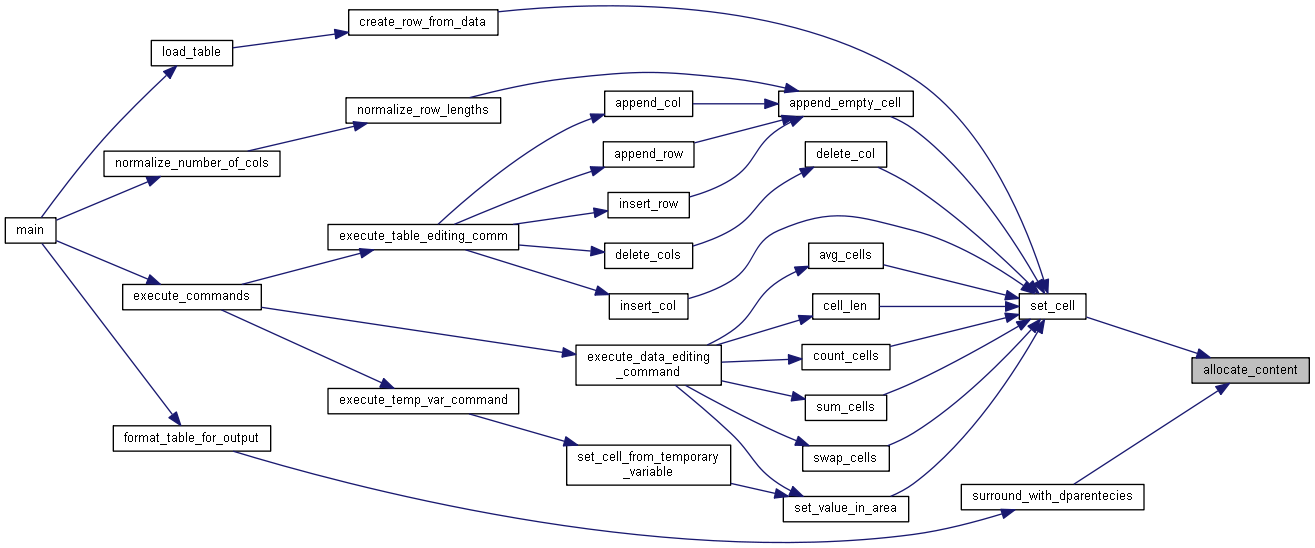 create_row_from_data
load_table
append_col
append_empty_cell
normalize_row_lengths
append_row
delete_col
normalize_number_of_cols
insert_row
main
execute_table_editing_comm
delete_cols
avg_cells
execute_commands
insert_col
cell_len
set_cell
execute_data_editing
_command
count_cells
allocate_content
execute_temp_var_command
sum_cells
format_table_for_output
set_cell_from_temporary
_variable
swap_cells
set_value_in_area
surround_with_dparentecies